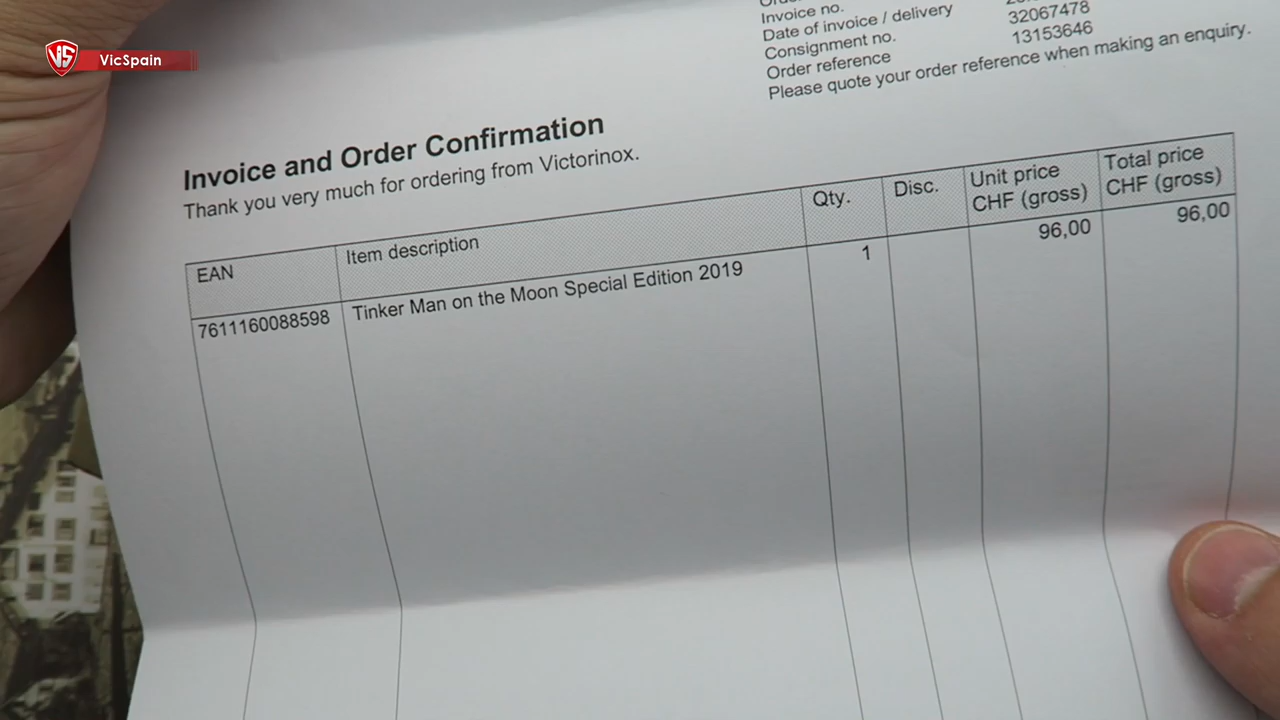 VS
VicSpain
Invoice no.
Date of invoice / delivery
Consignment no. 32067478
Order reference 13153646
Please quote your order reference when making an enquiry.
Invoice and Order Confirmation
Thank you very much for ordering from Victorinox.
EAN Item description Qty. Disc. Unit price CHF (gross) Total price CHF (gross)
7611160088598 Tinker Man on the Moon Special Edition 2019 1 96,00 96,00